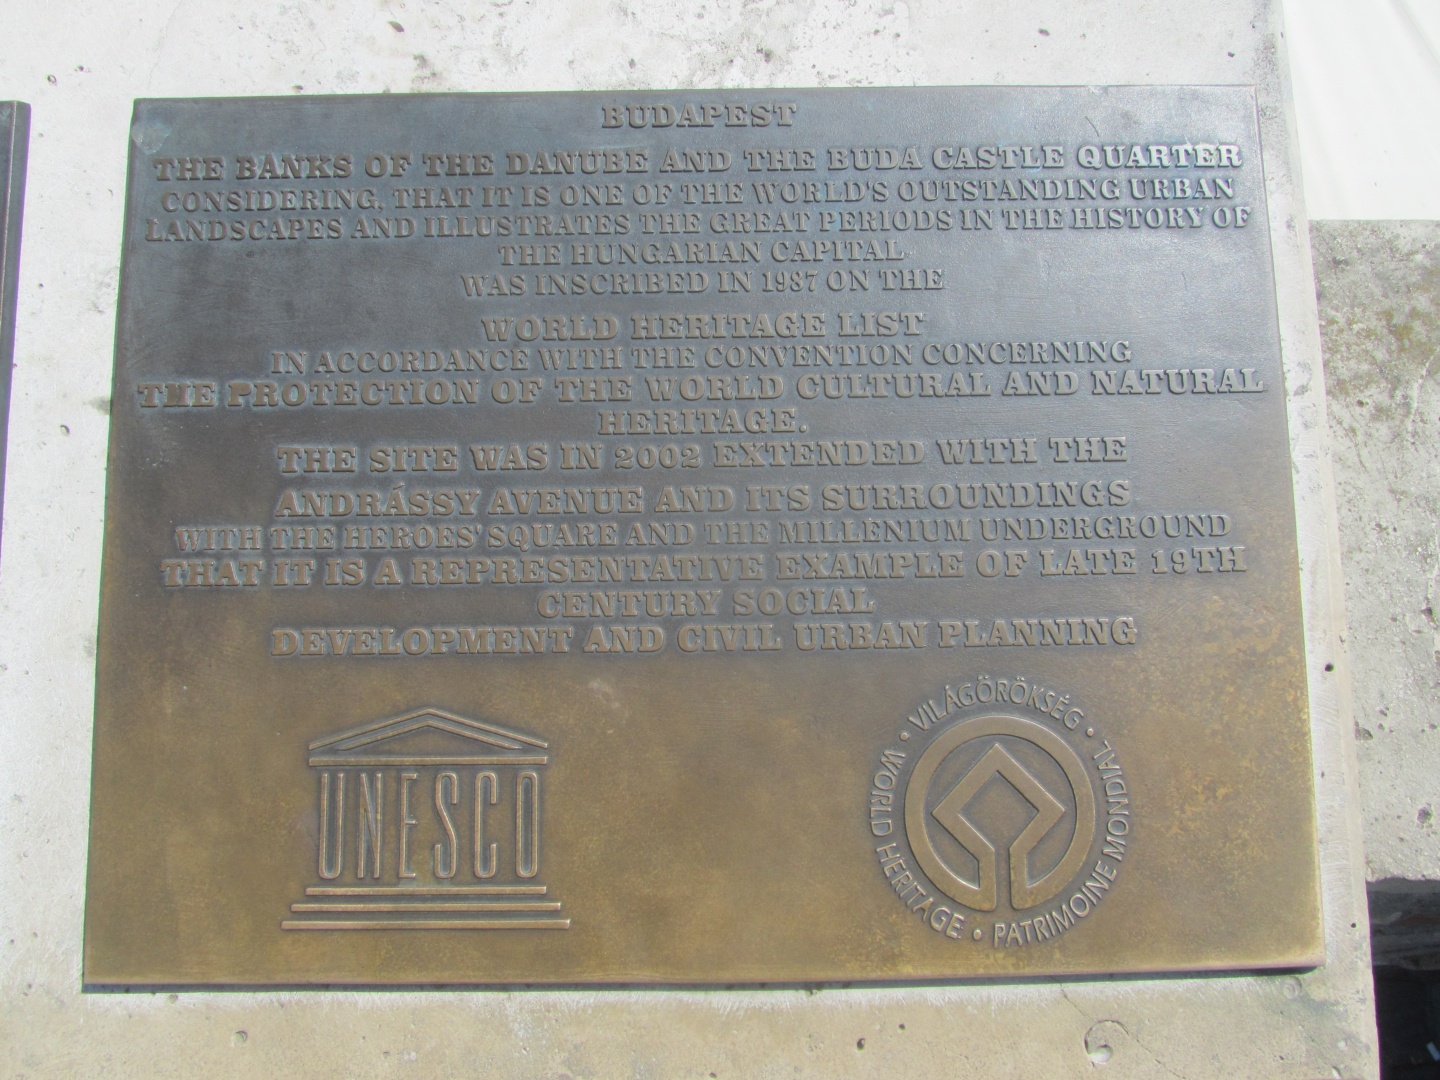 BUDAPEST
THE BANKS OF THE DANUBE AND THE BUDA CASTLE QUARTER
CONSIDERING, THAT IT IS ONE OF THE WORLD'S OUTSTANDING URBAN
LANDSCAPES AND ILLUSTRATES THE GREAT PERIODS IN THE HISTORY OF
THE HUNGARIAN CAPITAL
WAS INSCRIBED IN 1987 ON THE
WORLD HERITAGE LIST
IN ACCORDANCE WITH THE CONVENTION CONCERNING
THE PROTECTION OF THE WORLD CULTURAL AND NATURAL
HERITAGE.
THE SITE WAS IN 2002 EXTENDED WITH THE
ANDRÁSSY AVENUE AND ITS SURROUNDINGS
WITH THE HEROES' SQUARE AND THE MILLENIUM UNDERGROUND
THAT IT IS A REPRESENTATIVE EXAMPLE OF LATE 19TH
CENTURY SOCIAL
DEVELOPMENT AND CIVIL URBAN PLANNING
UNESCO
WORLD HERITAGE • VILÁGÖRÖKSÉG • PATRIMOINE MONDIAL